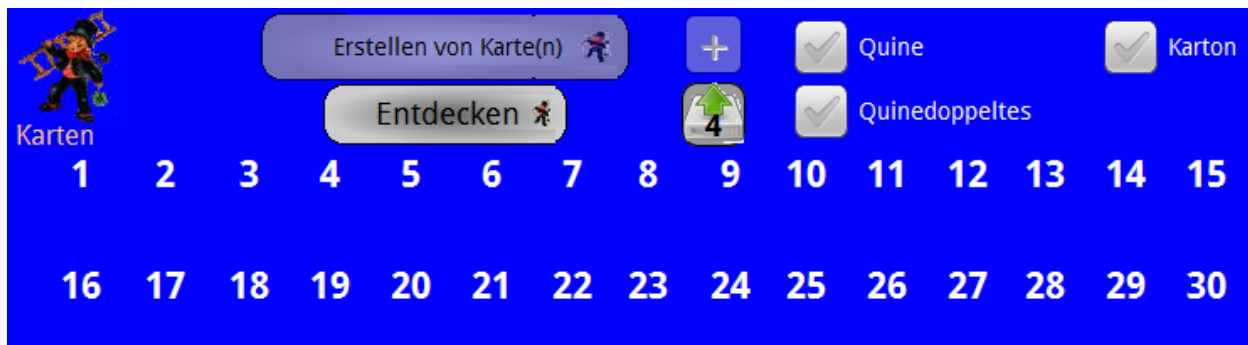 Erstellen von Karte(n)
+
Quine
Karton
Entdecken
4
Quinedoppeltes
Karten
1 2 3 4 5 6 7 8 9 10 11 12 13 14 15
16 17 18 19 20 21 22 23 24 25 26 27 28 29 30